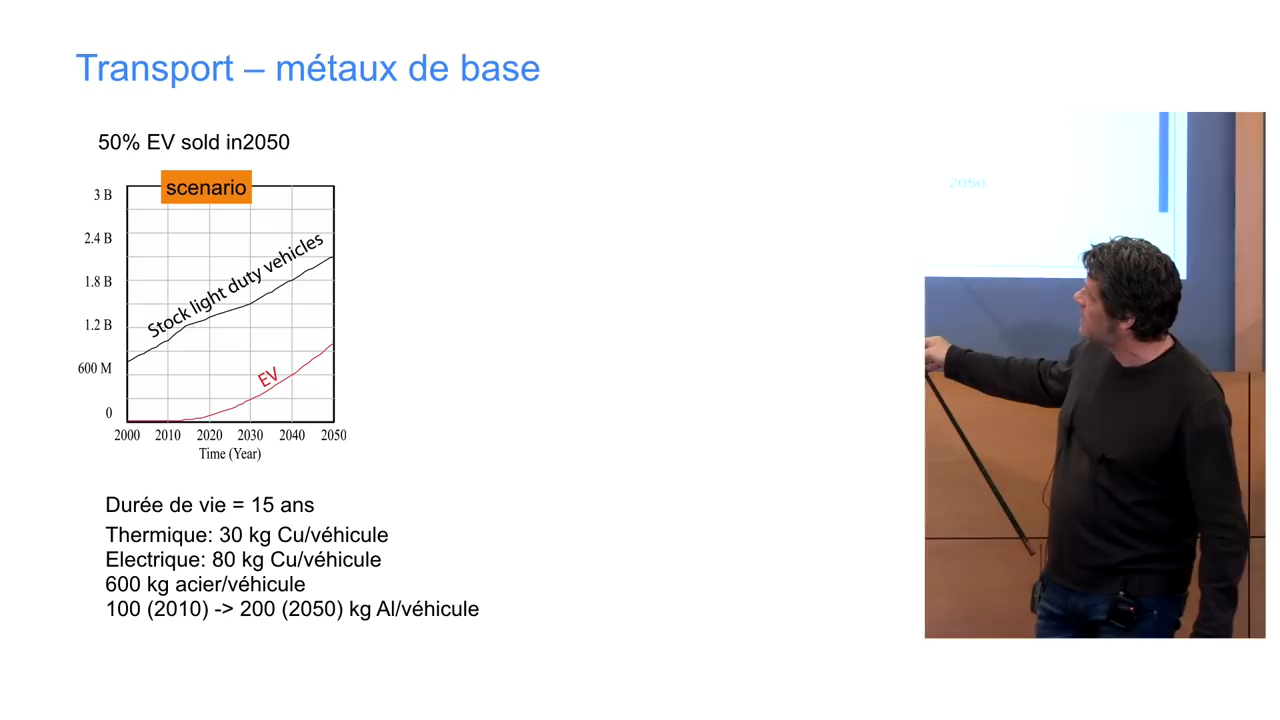 Transport – métaux de base
50% EV sold in2050
scenario
3 B
2.4 B
1.8 B
1.2 B
600 M
0
Stock light duty vehicles
EV
2000 2010 2020 2030 2040 2050
Time (Year)
Durée de vie = 15 ans
Thermique: 30 kg Cu/véhicule
Electrique: 80 kg Cu/véhicule
600 kg acier/véhicule
100 (2010) -> 200 (2050) kg Al/véhicule
2050